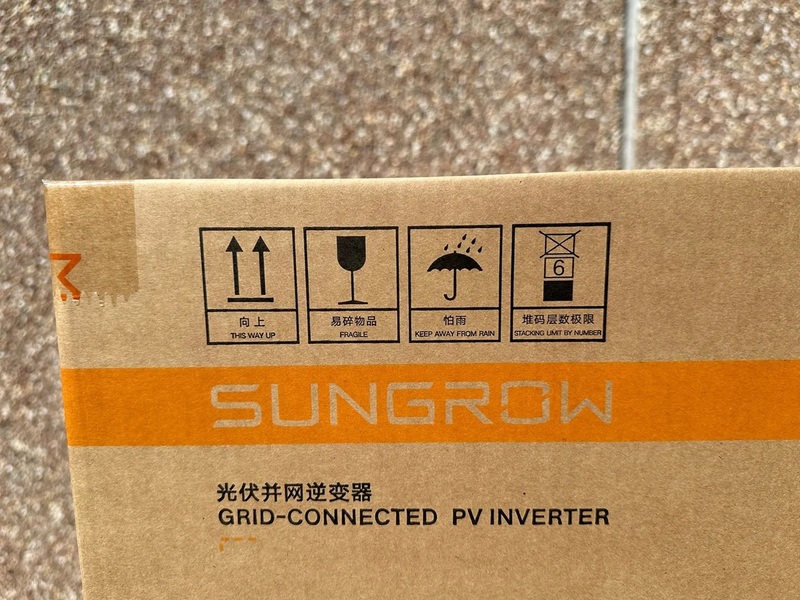 6
向上
THIS WAY UP
易碎物品
FRAGILE
怕雨
KEEP AWAY FROM RAIN
堆码层数极限
STACKING LIMIT BY NUMBER
SUNGROW
光伏并网逆变器
GRID-CONNECTED PV INVERTER